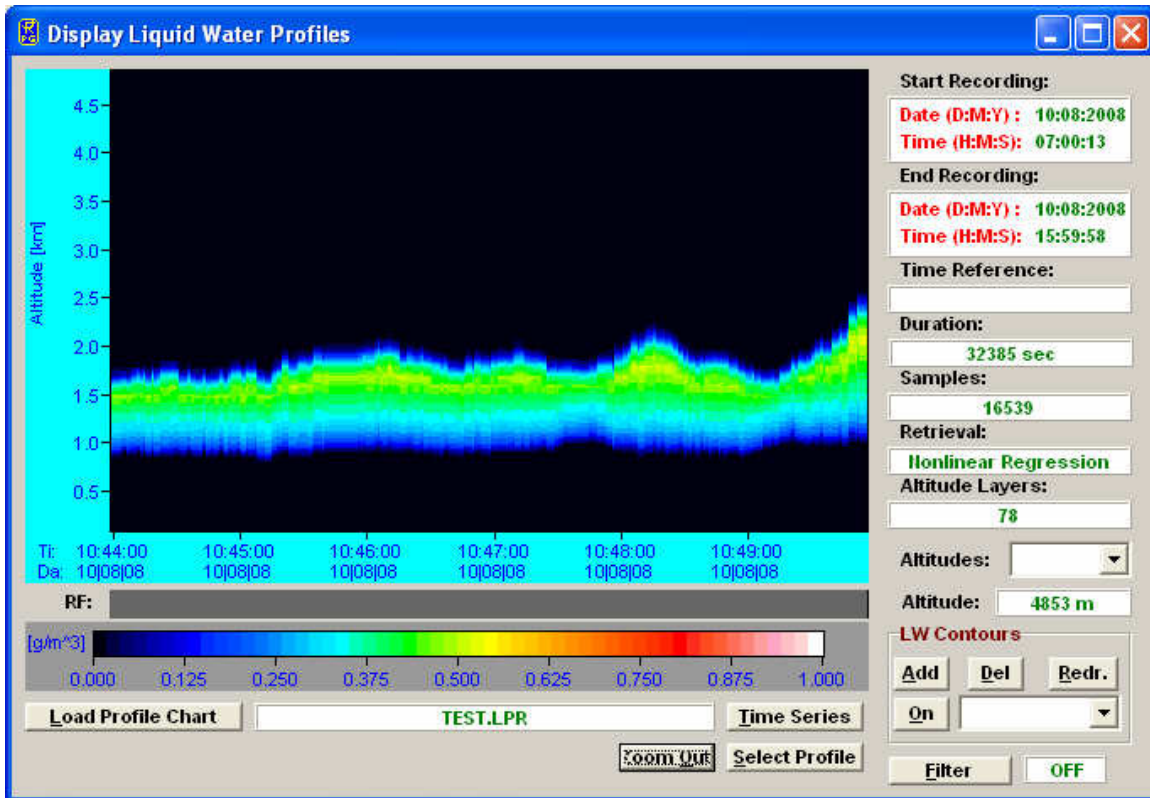 Display Liquid Water Profiles
Start Recording:
Date (D:M:Y) : 10:08:2008
Time (H:M:S): 07:00:13
End Recording:
Date (D:M:Y) : 10:08:2008
Time (H:M:S): 15:59:58
Time Reference:
Duration:
32385 sec
Samples:
16539
Retrieval:
Nonlinear Regression
Altitude Layers:
78
Altitudes:
Altitude: 4853 m
LW Contours
Add Del Redr.
On
Filter OFF
Altitude [km]
4.5
4.0
3.5
3.0
2.5
2.0
1.5
1.0
0.5
Ti: 10:44:00 10:45:00 10:46:00 10:47:00 10:48:00 10:49:00
Da: 10|08|08 10|08|08 10|08|08 10|08|08 10|08|08 10|08|08
RF:
[g/m^3]
0.000 0.125 0.250 0.375 0.500 0.625 0.750 0.875 1.000
Load Profile Chart TEST.LPR Time Series
Zoom Out Select Profile